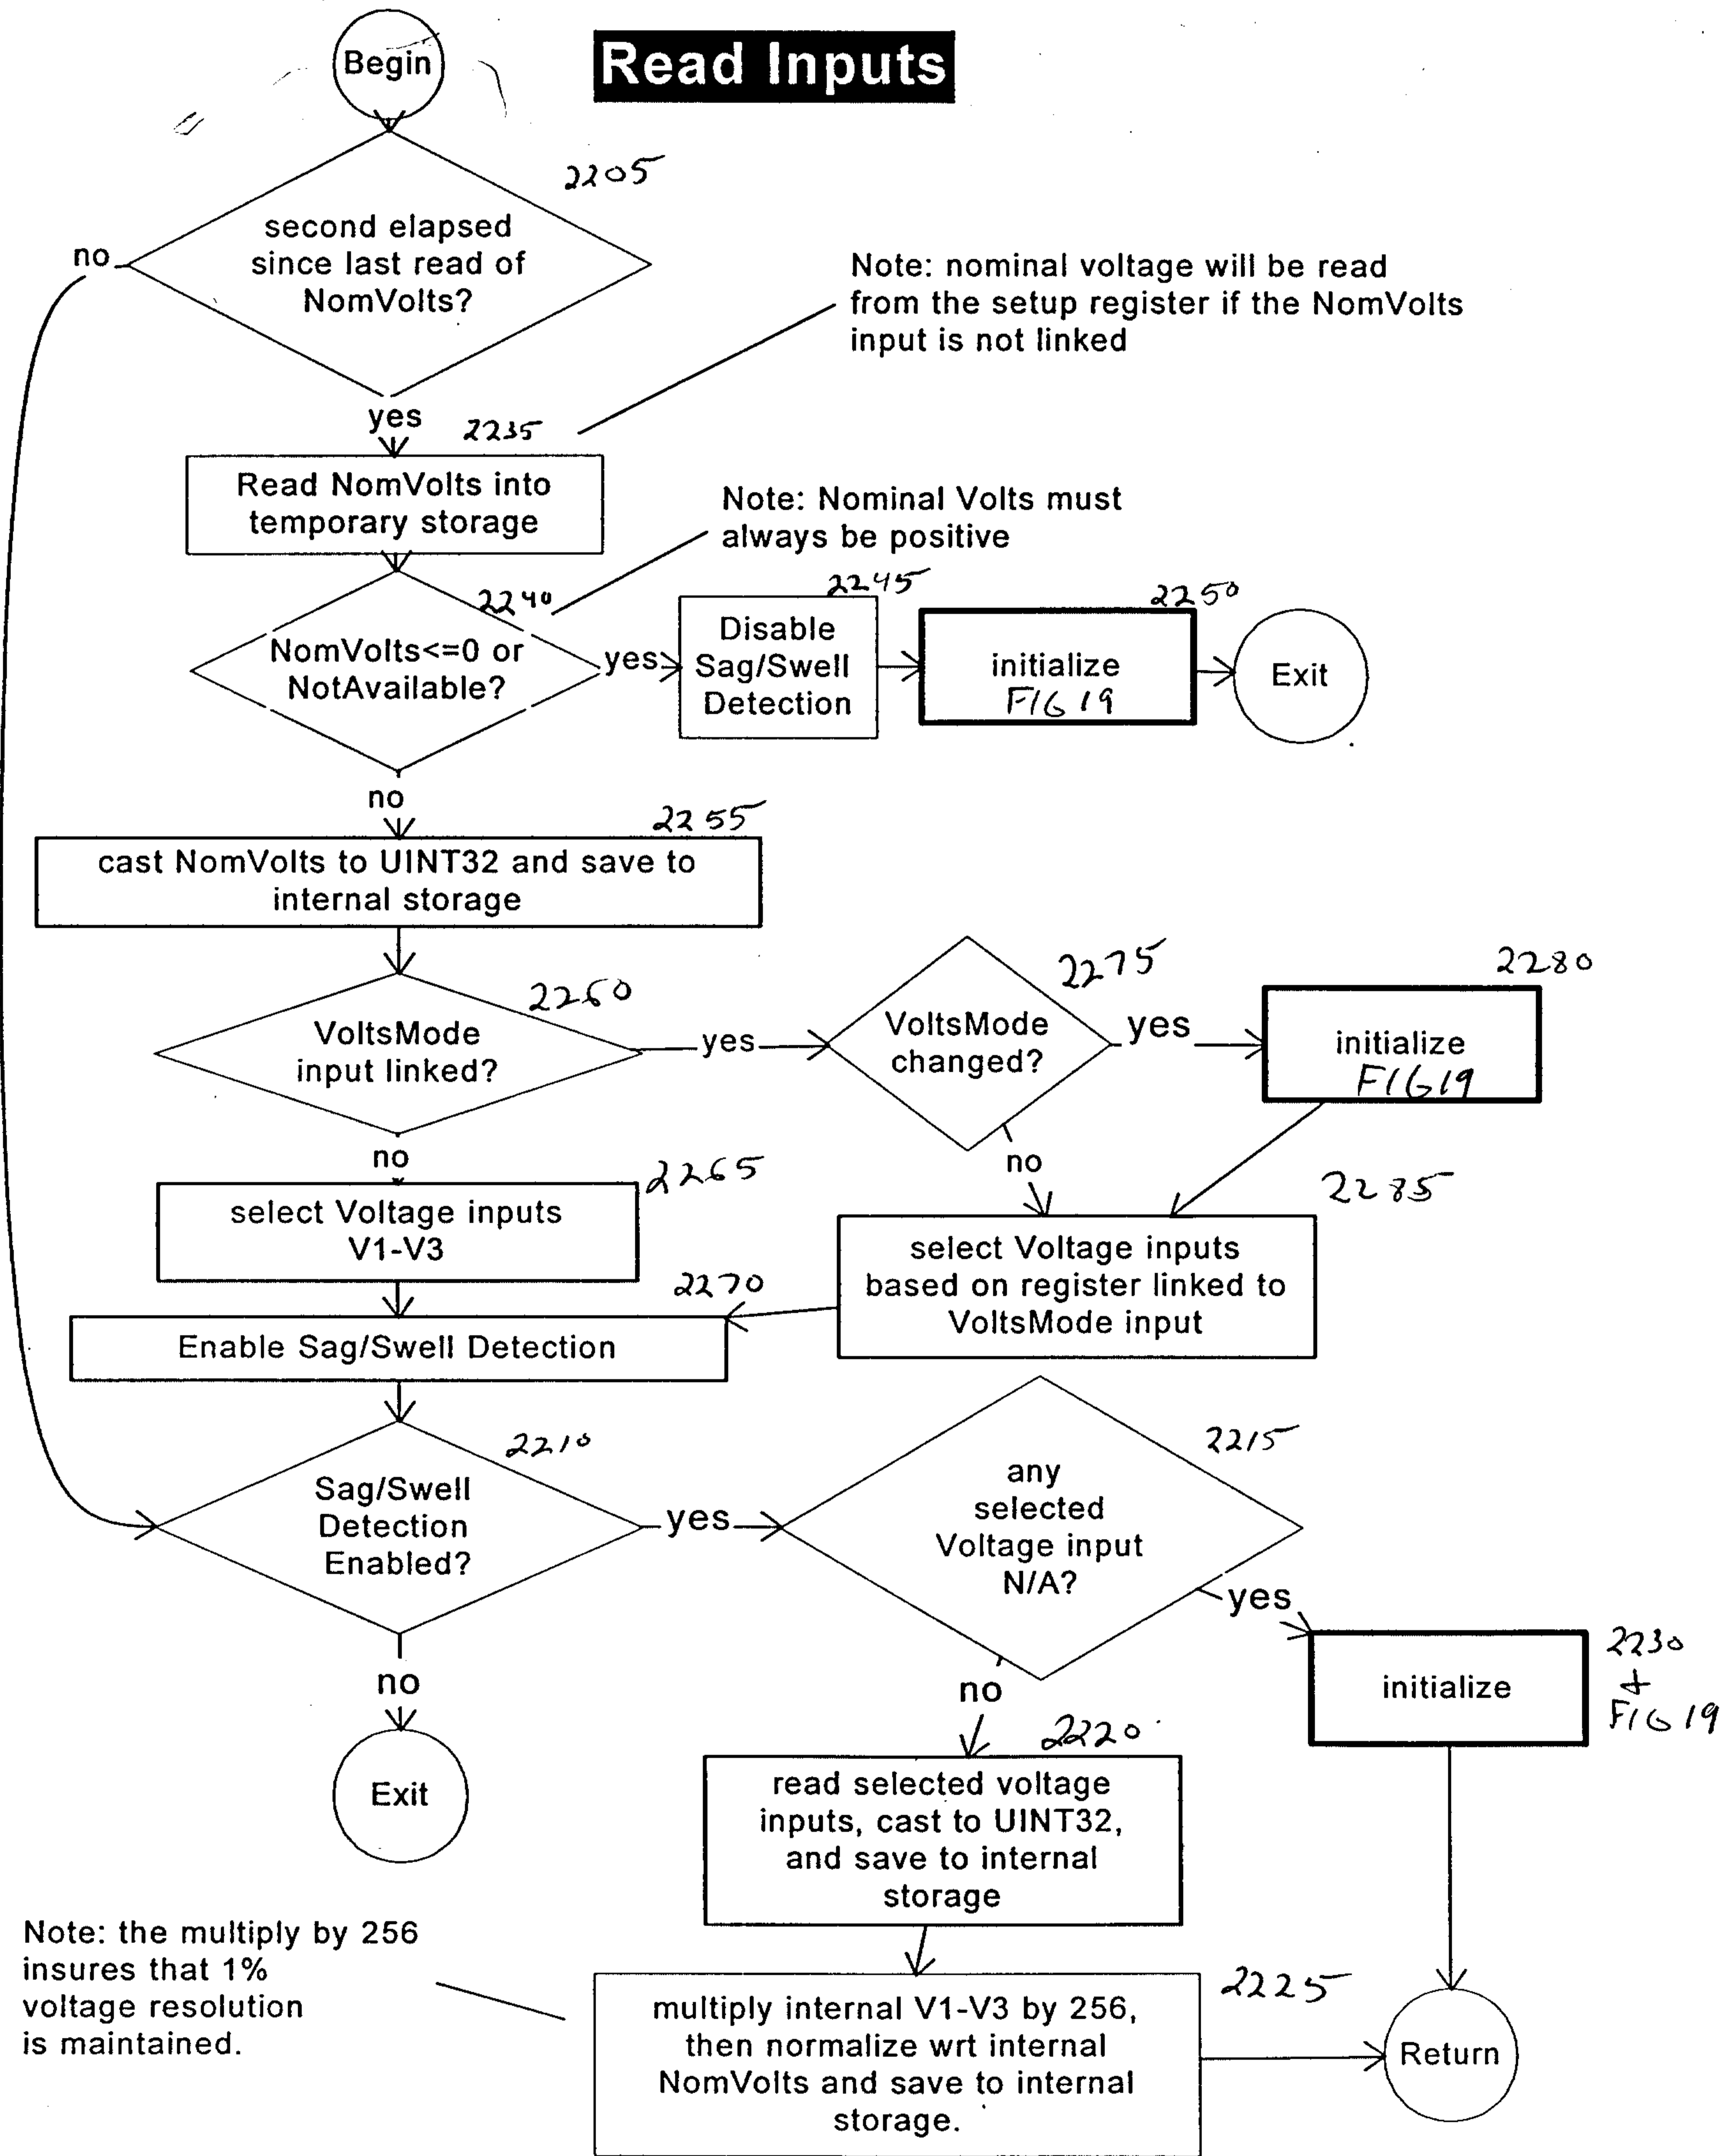 Begin
Read Inputs
2205
second elapsed
since last read of
NomVolts?
no
Note: nominal voltage will be read
from the setup register if the NomVolts
input is not linked
yes
2235
Read NomVolts into
temporary storage
Note: Nominal Volts must
always be positive
2240
NomVolts<=0 or
NotAvailable?
yes
2245
Disable
Sag/Swell
Detection
2250
initialize
FIG 19
Exit
no
2255
cast NomVolts to UINT32 and save to
internal storage
2260
VoltsMode
input linked?
yes
2275
VoltsMode
changed?
yes
2280
initialize
FIG 19
no
2265
select Voltage inputs
V1-V3
no
2285
select Voltage inputs
based on register linked to
VoltsMode input
2270
Enable Sag/Swell Detection
2210
Sag/Swell
Detection
Enabled?
yes
2215
any
selected
Voltage input
N/A?
yes
2230
+
FIG 19
initialize
no
Exit
no
2220
read selected voltage
inputs, cast to UINT32,
and save to internal
storage
Note: the multiply by 256
insures that 1%
voltage resolution
is maintained.
2225
multiply internal V1-V3 by 256,
then normalize wrt internal
NomVolts and save to internal
storage.
Return